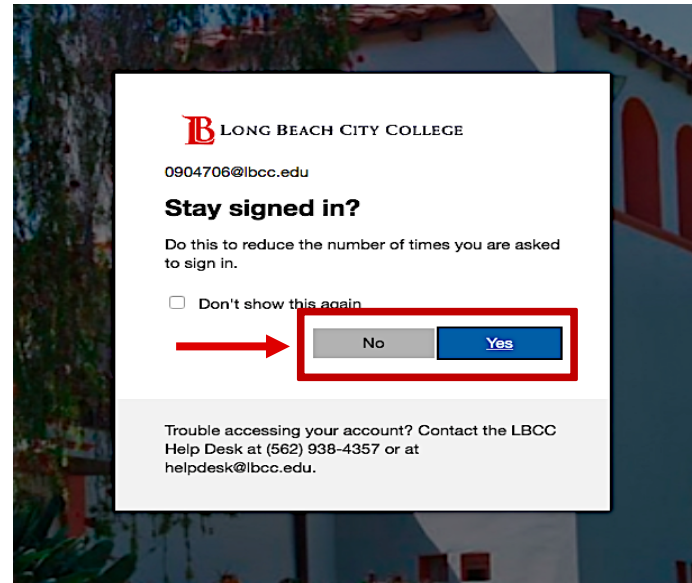 LB LONG BEACH CITY COLLEGE
0904706@lbcc.edu
Stay signed in?
Do this to reduce the number of times you are asked
to sign in.
Don't show this again
No Yes
Trouble accessing your account? Contact the LBCC
Help Desk at (562) 938-4357 or at
helpdesk@lbcc.edu.